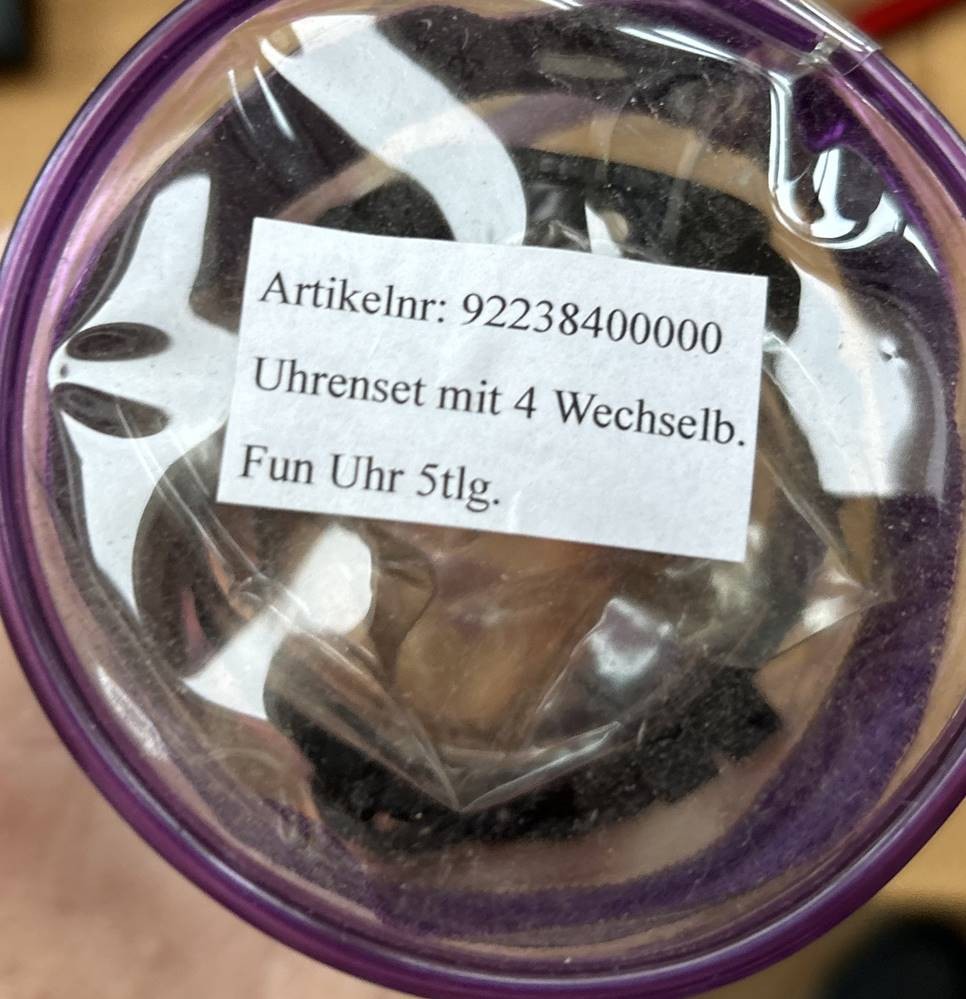 Artikelnr: 92238400000
Uhrenset mit 4 Wechselb.
Fun Uhr 5tlg.